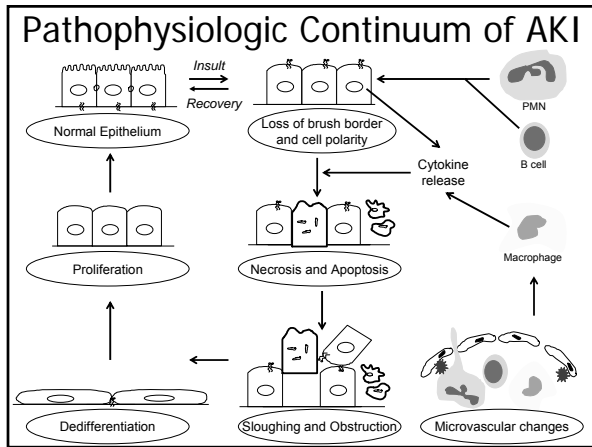 Pathophysiologic Continuum of AKI
Insult
Recovery
Normal Epithelium
Loss of brush border
and cell polarity
PMN
B cell
Cytokine
release
Macrophage
Proliferation
Necrosis and Apoptosis
Dedifferentiation
Sloughing and Obstruction
Microvascular changes